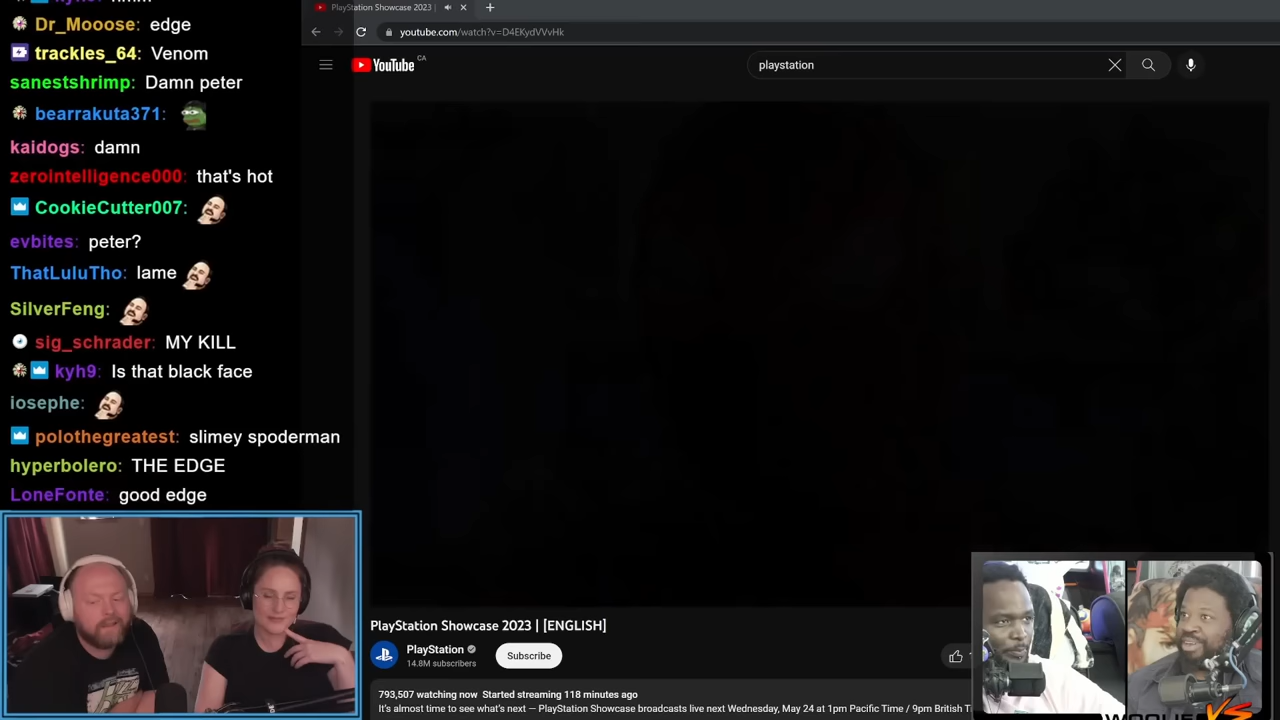 Dr_Mooose: edge
trackles_64: Venom
sanestshrimp: Damn peter
bearrakuta371:
kaidogs: damn
zerointelligence000: that's hot
CookieCutter007:
evbites: peter?
ThatLuluTho: lame
SilverFeng:
sig_schrader: MY KILL
kyh9: Is that black face
iosephe:
polothegreatest: slimey spoderman
hyperbolero: THE EDGE
LoneFonte: good edge
PlayStation Showcase 2023 |
youtube.com/watch?v=D4EKydVVvHk
YouTube CA
playstation
PlayStation Showcase 2023 | [ENGLISH]
PlayStation
14.8M subscribers
Subscribe
793,507 watching now Started streaming 118 minutes ago
It's almost time to see what's next — PlayStation Showcase broadcasts live next Wednesday, May 24 at 1pm Pacific Time / 9pm British T
VS